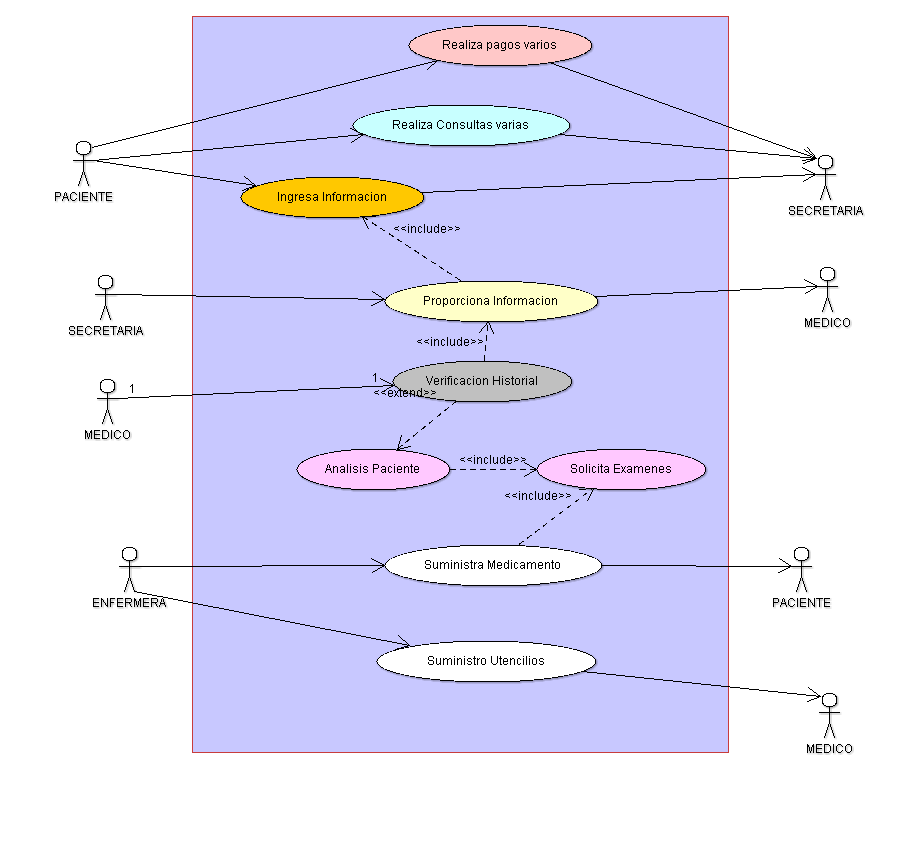 Realiza pagos varios
Realiza Consultas varias
PACIENTE
Ingresa Informacion
SECRETARIA
<<include>>
Proporciona Informacion
SECRETARIA
MEDICO
<<include>>
1
1
Verificacion Historial
<<extend>>
MEDICO
<<include>>
Analisis Paciente
Solicita Examenes
<<include>>
Suministra Medicamento
ENFERMERA
PACIENTE
Suministro Utencilios
MEDICO